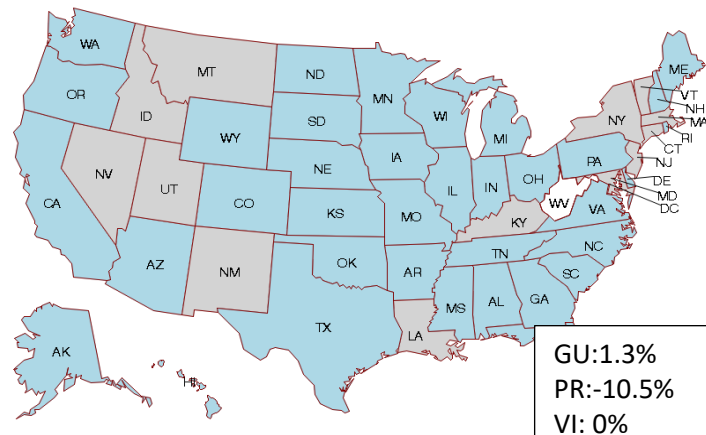 WA
MT
ND
MN
ME
VT
NH
MA
RI
CT
NJ
DE
MD
DC
OR
ID
WY
SD
WI
MI
NY
PA
NV
UT
CO
NE
IA
IL
IN
OH
WV
VA
CA
KS
MO
KY
AZ
NM
OK
AR
TN
NC
SC
TX
LA
MS
AL
GA
AK
HI
GU:1.3%
PR:-10.5%
VI: 0%